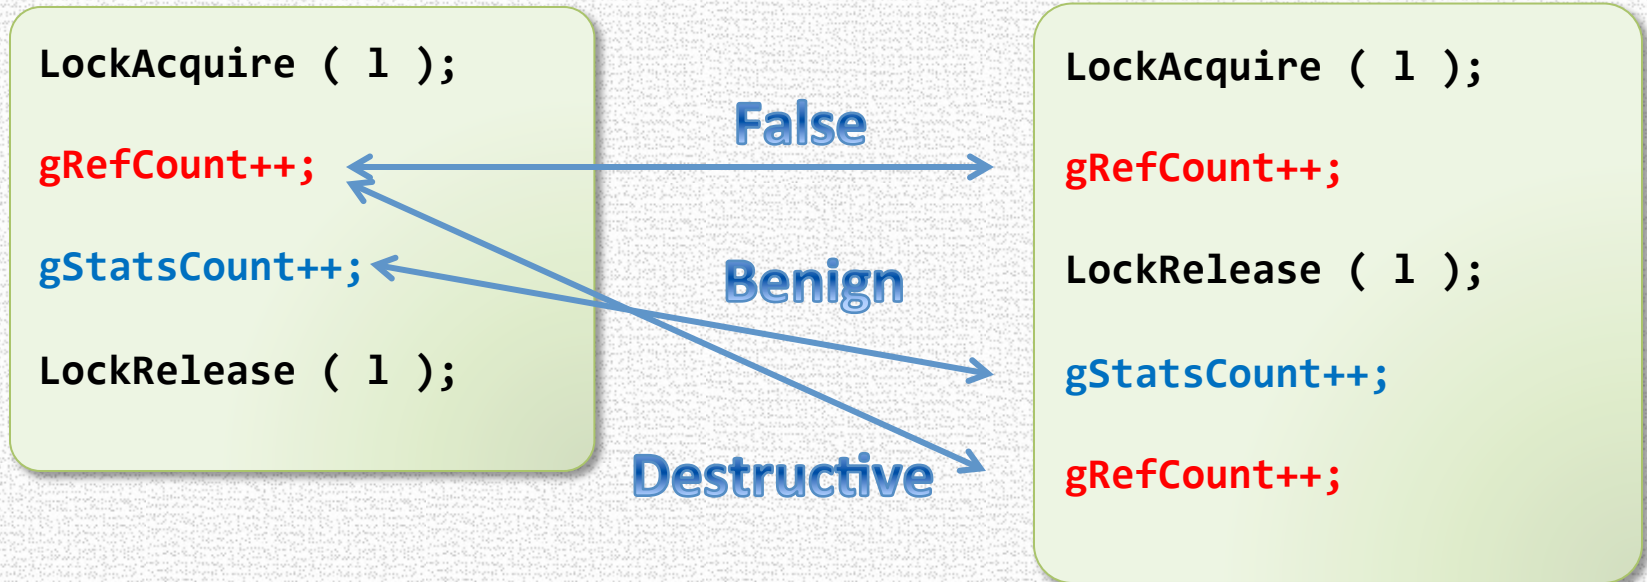 LockAcquire ( l );
gRefCount++;
gStatsCount++;
LockRelease ( l );
False
Benign
Destructive
LockAcquire ( l );
gRefCount++;
LockRelease ( l );
gStatsCount++;
gRefCount++;